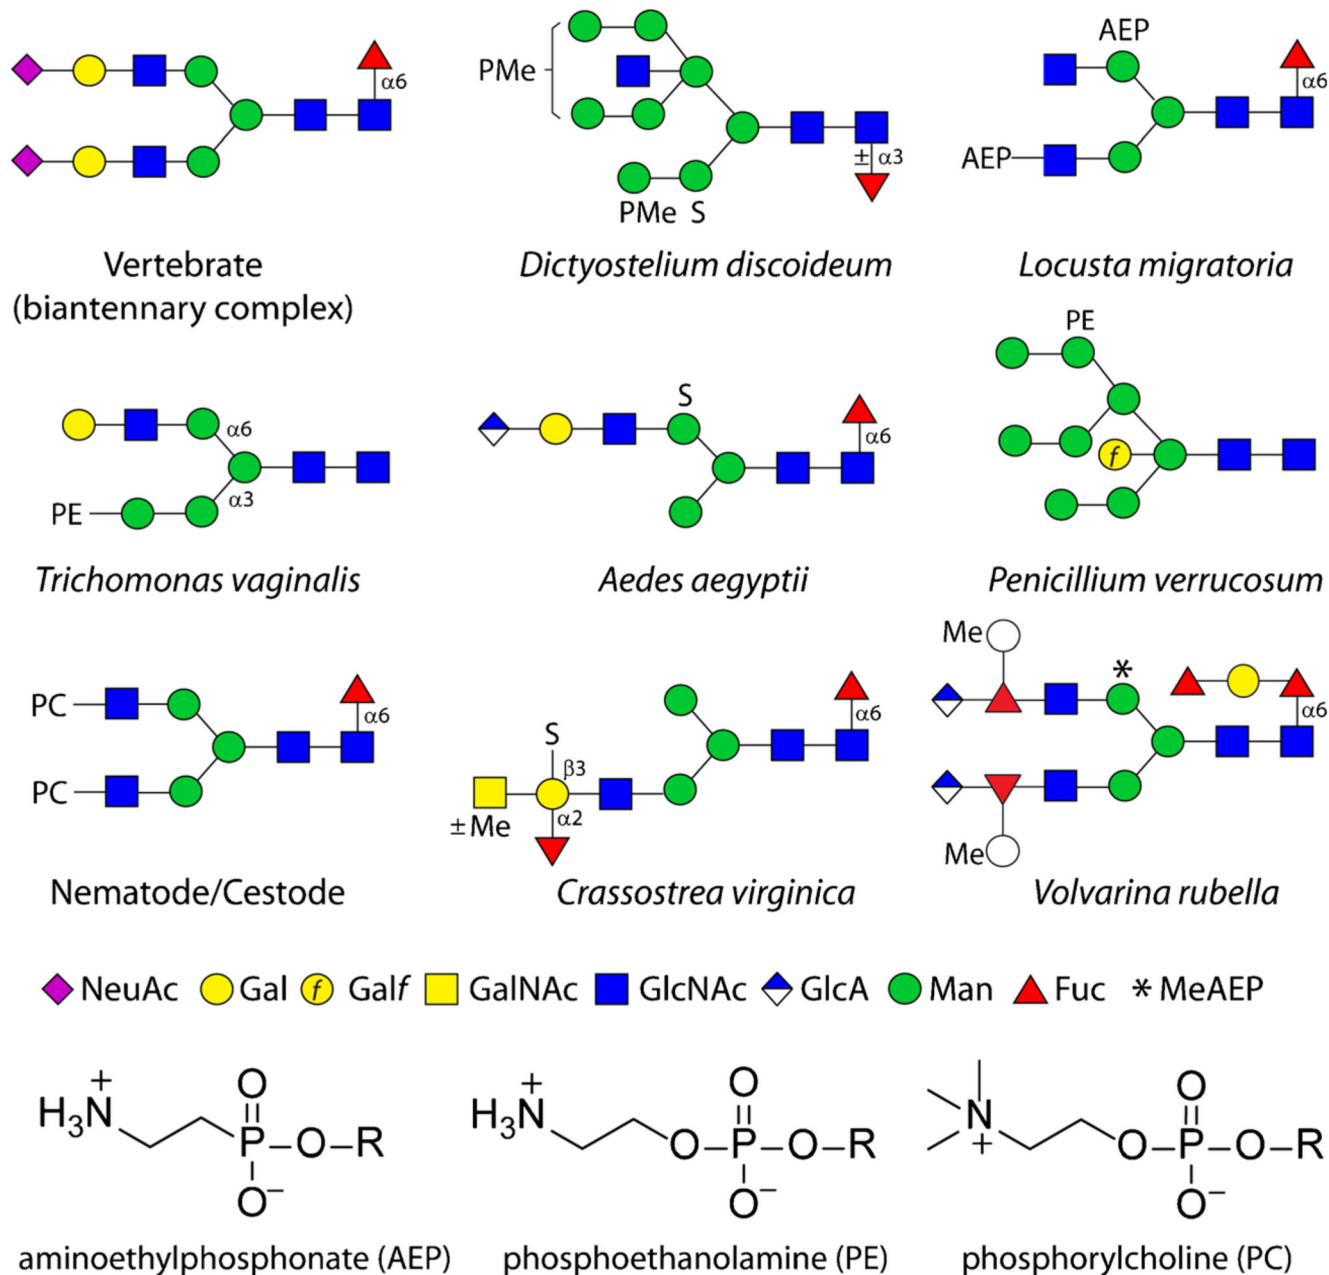 α6
PMe
± α3
PMe S
AEP
α6
AEP
Vertebrate
(biantennary complex)
Dictyostelium discoideum
Locusta migratoria
α6
α3
PE
S
α6
PE
f
Trichomonas vaginalis
Aedes aegyptii
Penicillium verrucosum
PC
α6
PC
α6
S
β3
α2
±Me
Me
*
α6
Me
Nematode/Cestode
Crassostrea virginica
Volvarina rubella
NeuAc Gal f Galf GalNAc GlcNAc GlcA Man Fuc * MeAEP
+
H3N
O
P–O–R
O–
+
H3N
O
O–P–O–R
O–
N
+
O
O–P–O–R
O–
aminoethylphosphonate (AEP)
phosphoethanolamine (PE)
phosphorylcholine (PC)